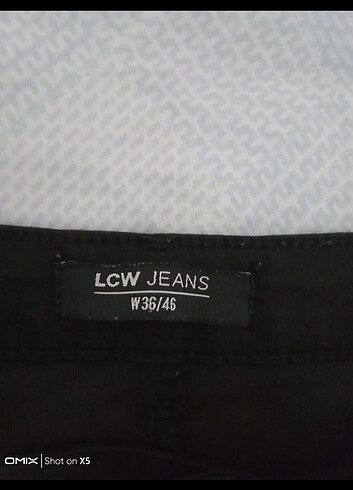 LCW JEANS
W36/46
OMIX | Shot on X5